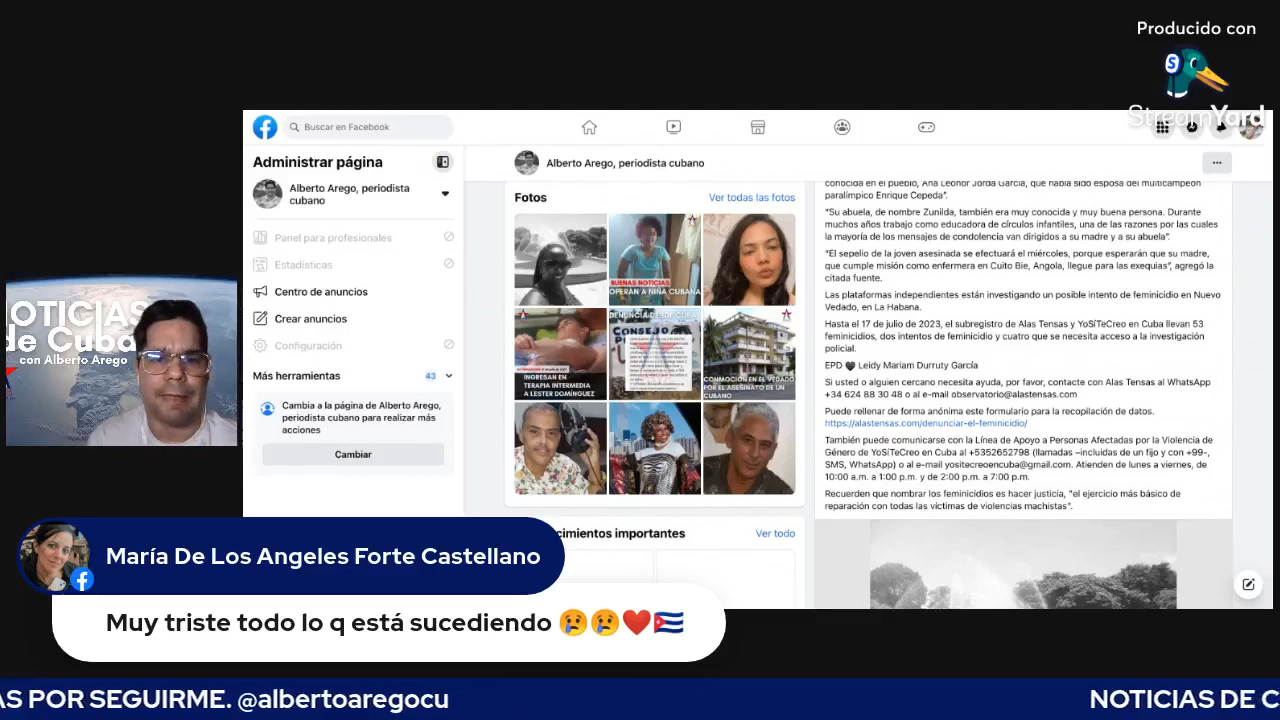 Producido con
StreamYard
Buscar en Facebook
Administrar página
Alberto Arego, periodista
cubano
Panel para profesionales
Estadísticas
Centro de anuncios
Crear anuncios
Configuración
Más herramientas
43
Cambia a la página de Alberto Arego,
periodista cubano para realizar más
acciones
Cambiar
Alberto Arego, periodista cubano
Fotos
Ver todas las fotos
BUENAS NOTICIAS
OPERAN A NIÑA CUBANA
INGRESAN EN
TERAPIA INTERMEDIA
A LESTER DOMÍNGUEZ
DENUNCIA DESDE CUBA
CONSEJO
CONMOCIÓN EN EL VEDADO
POR EL ASESINATO DE UN
CUBANO
cimientos importantes
Ver todo
conocida en el pueblo, Ana Leonor Jorda García, que había sido esposa del multicampeón
paralímpico Enrique Cepeda".
"Su abuela, de nombre Zunilda, también era muy conocida y muy buena persona. Durante
muchos años trabajo como educadora de círculos infantiles, una de las razones por las cuales
la mayoría de los mensajes de condolencia van dirigidos a su madre y a su abuela".
"El sepelio de la joven asesinada se efectuará el miércoles, porque esperarán que su madre,
que cumple misión como enfermera en Cuito Bie, Angola, llegue para las exequias", agregó la
citada fuente.
Las plataformas independientes están investigando un posible intento de feminicidio en Nuevo
Vedado, en La Habana.
Hasta el 17 de julio de 2023, el subregistro de Alas Tensas y YoSíTeCreo en Cuba llevan 53
feminicidios, dos intentos de feminicidio y cuatro que se necesita acceso a la investigación
policial.
EPD 🖤 Leidy Mariam Durruty García
Si usted o alguien cercano necesita ayuda, por favor, contacte con Alas Tensas al WhatsApp
+34 624 88 30 48 o al e-mail observatorio@alastensas.com
Puede rellenar de forma anónima este formulario para la recopilación de datos.
https://alastensas.com/denunciar-el-feminicidio/
También puede comunicarse con la Línea de Apoyo a Personas Afectadas por la Violencia de
Género de YoSíTeCreo en Cuba al +5352652798 (llamadas –incluidas de un fijo y con +99-,
SMS, WhatsApp) o al e-mail yositecreoencuba@gmail.com. Atienden de lunes a viernes, de
10:00 a.m. a 1:00 p.m. y de 2:00 p.m. a 7:00 p.m.
Recuerden que nombrar los feminicidios es hacer justicia, "el ejercicio más básico de
reparación con todas las víctimas de violencias machistas".
NOTICIAS
de Cuba
con Alberto Arego
María De Los Angeles Forte Castellano
Muy triste todo lo q está sucediendo 😢😢❤️🇨🇺
AS POR SEGUIRME. @albertoaregocu
NOTICIAS DE C